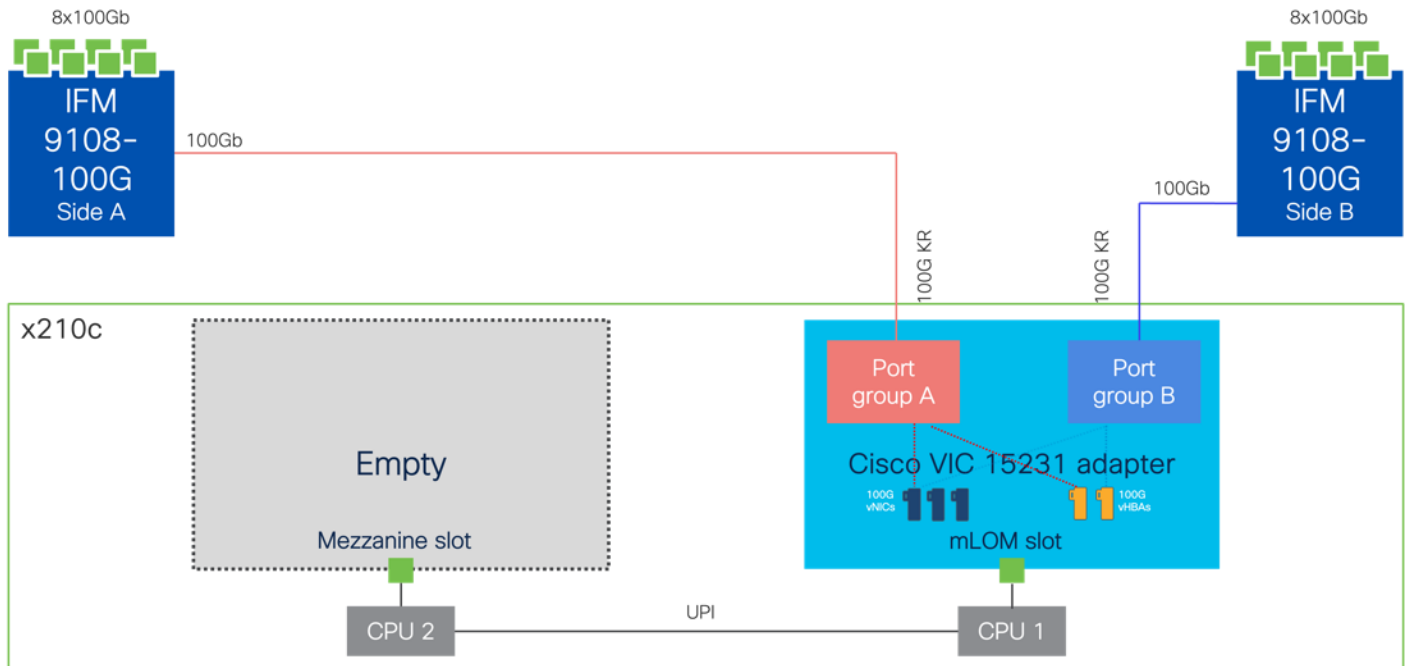 8x100Gb
8x100Gb
IFM
9108-
100G
Side A
IFM
9108-
100G
Side B
100Gb
100Gb
100G KR
100G KR
x210c
Port
group A
Port
group B
Empty
Cisco VIC 15231 adapter
100G
vNICs
100G
vHBAs
Mezzanine slot
mLOM slot
UPI
CPU 2
CPU 1